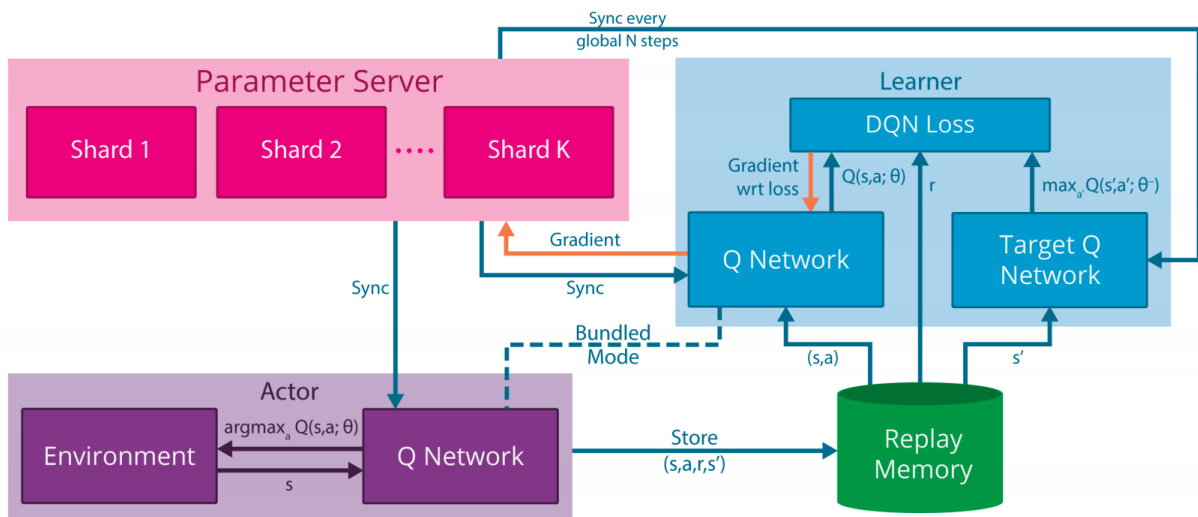 Sync every
global N steps
Parameter Server
Learner
Shard 1
Shard 2
Shard K
DQN Loss
Gradient
wrt loss
Q(s,a; θ)
r
maxₐ' Q(s',a'; θ⁻)
Gradient
Q Network
Target Q
Network
Sync
Sync
Bundled
Mode
(s,a)
s'
Actor
Environment
argmaxₐ Q(s,a; θ)
s
Q Network
Store
(s,a,r,s')
Replay
Memory